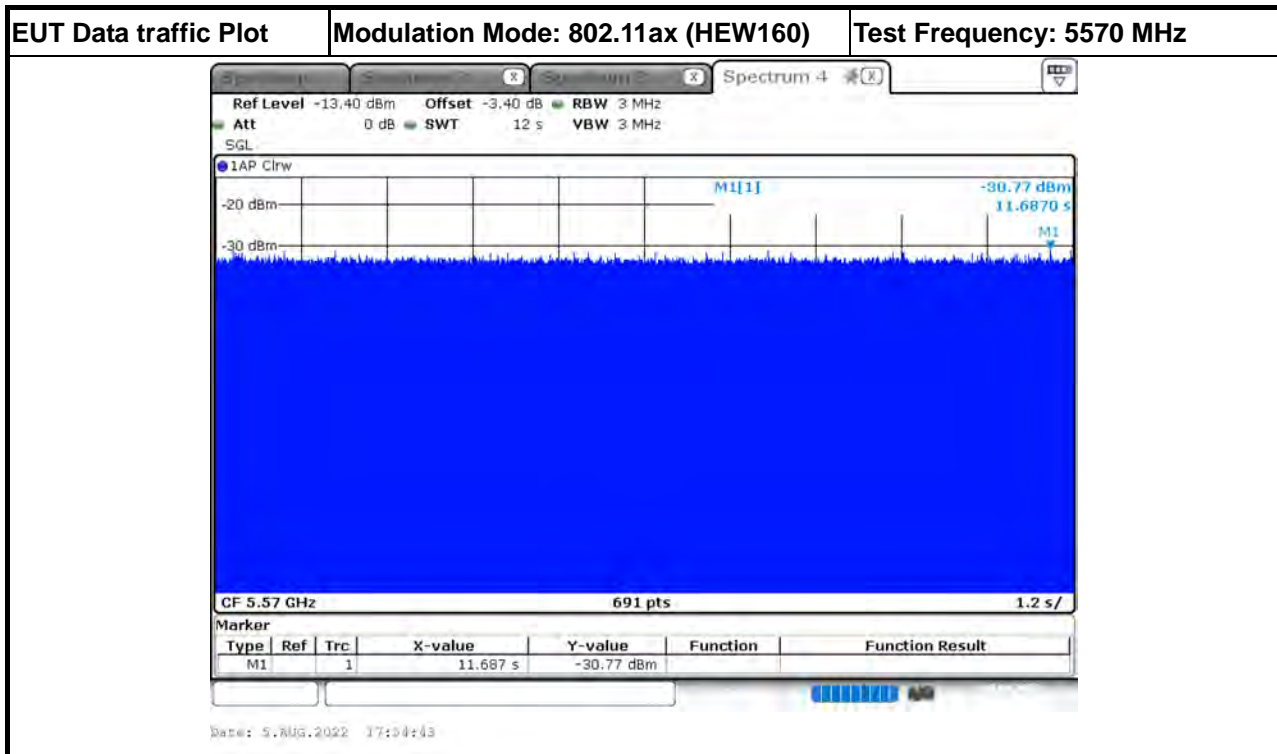 EUT Data traffic Plot Modulation Mode: 802.11ax (HEW160) Test Frequency: 5570 MHz
Spectrum 4
Ref Level -13.40 dBm Offset -3.40 dB RBW 3 MHz
Att 0 dB SWT 12 s VBW 3 MHz
SGL
1AP Clrw
M1[1] -30.77 dBm
11.6870 s
-20 dBm
M1
-30 dBm
CF 5.57 GHz 691 pts 1.2 s/
Marker
Type Ref Trc X-value Y-value Function Function Result
M1 1 11.687 s -30.77 dBm
Date: 5.AUG.2022